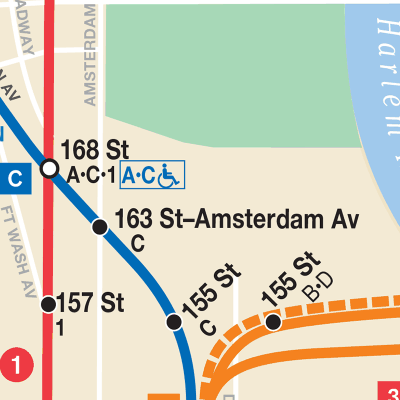 ADWAY
AMSTERDAM
N AV
Harlem
168 St
A•C•1
A•C
C
163 St–Amsterdam Av
C
FT WASH AV
157 St
1
155 St
C
155 St
B•D
1
3